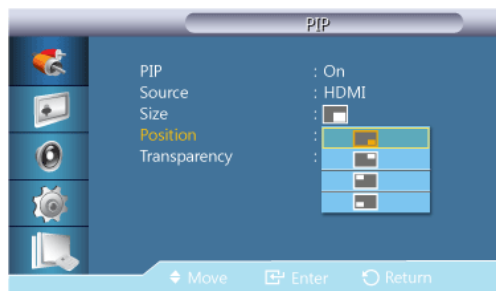 PIP
PIP : On
Source : HDMI
Size :
Position :
Transparency :
Move Enter Return